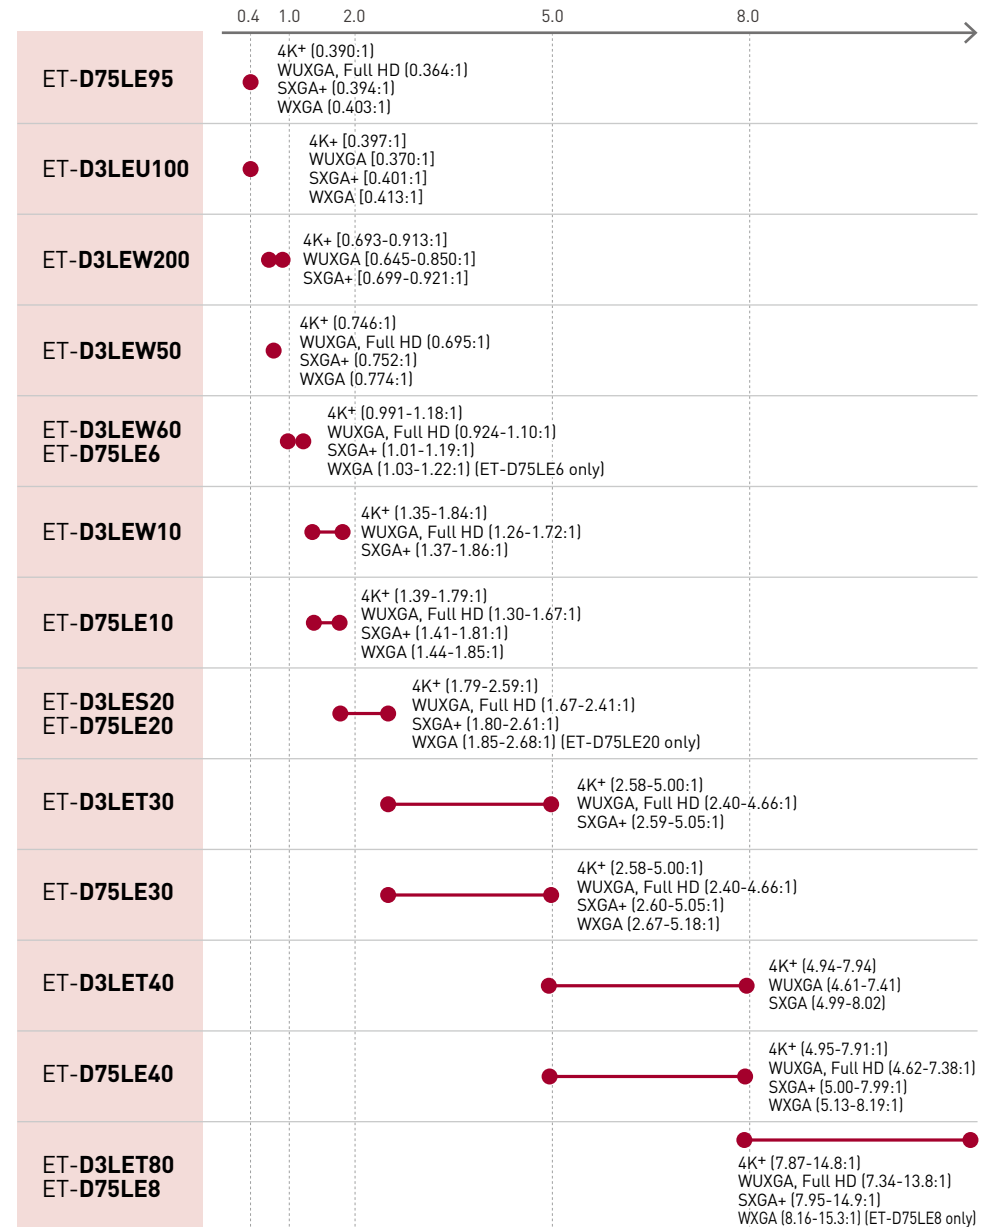 0.4 1.0 2.0 5.0 8.0
ET-D75LE95
4K+ (0.390:1)
WUXGA, Full HD (0.364:1)
SXGA+ (0.394:1)
WXGA (0.403:1)
ET-D3LEU100
4K+ [0.397:1]
WUXGA [0.370:1]
SXGA+ [0.401:1]
WXGA [0.413:1]
ET-D3LEW200
4K+ [0.693-0.913:1]
WUXGA [0.645-0.850:1]
SXGA+ [0.699-0.921:1]
ET-D3LEW50
4K+ (0.746:1)
WUXGA, Full HD (0.695:1)
SXGA+ (0.752:1)
WXGA (0.774:1)
ET-D3LEW60
ET-D75LE6
4K+ (0.991-1.18:1)
WUXGA, Full HD (0.924-1.10:1)
SXGA+ (1.01-1.19:1)
WXGA (1.03-1.22:1) (ET-D75LE6 only)
ET-D3LEW10
4K+ (1.35-1.84:1)
WUXGA, Full HD (1.26-1.72:1)
SXGA+ (1.37-1.86:1)
ET-D75LE10
4K+ (1.39-1.79:1)
WUXGA, Full HD (1.30-1.67:1)
SXGA+ (1.41-1.81:1)
WXGA (1.44-1.85:1)
ET-D3LES20
ET-D75LE20
4K+ (1.79-2.59:1)
WUXGA, Full HD (1.67-2.41:1)
SXGA+ (1.80-2.61:1)
WXGA (1.85-2.68:1) (ET-D75LE20 only)
ET-D3LET30
4K+ (2.58-5.00:1)
WUXGA, Full HD (2.40-4.66:1)
SXGA+ (2.59-5.05:1)
ET-D75LE30
4K+ (2.58-5.00:1)
WUXGA, Full HD (2.40-4.66:1)
SXGA+ (2.60-5.05:1)
WXGA (2.67-5.18:1)
ET-D3LET40
4K+ (4.94-7.94)
WUXGA (4.61-7.41)
SXGA (4.99-8.02)
ET-D75LE40
4K+ (4.95-7.91:1)
WUXGA, Full HD (4.62-7.38:1)
SXGA+ (5.00-7.99:1)
WXGA (5.13-8.19:1)
ET-D3LET80
ET-D75LE8
4K+ (7.87-14.8:1)
WUXGA, Full HD (7.34-13.8:1)
SXGA+ (7.95-14.9:1)
WXGA (8.16-15.3:1) (ET-D75LE8 only)